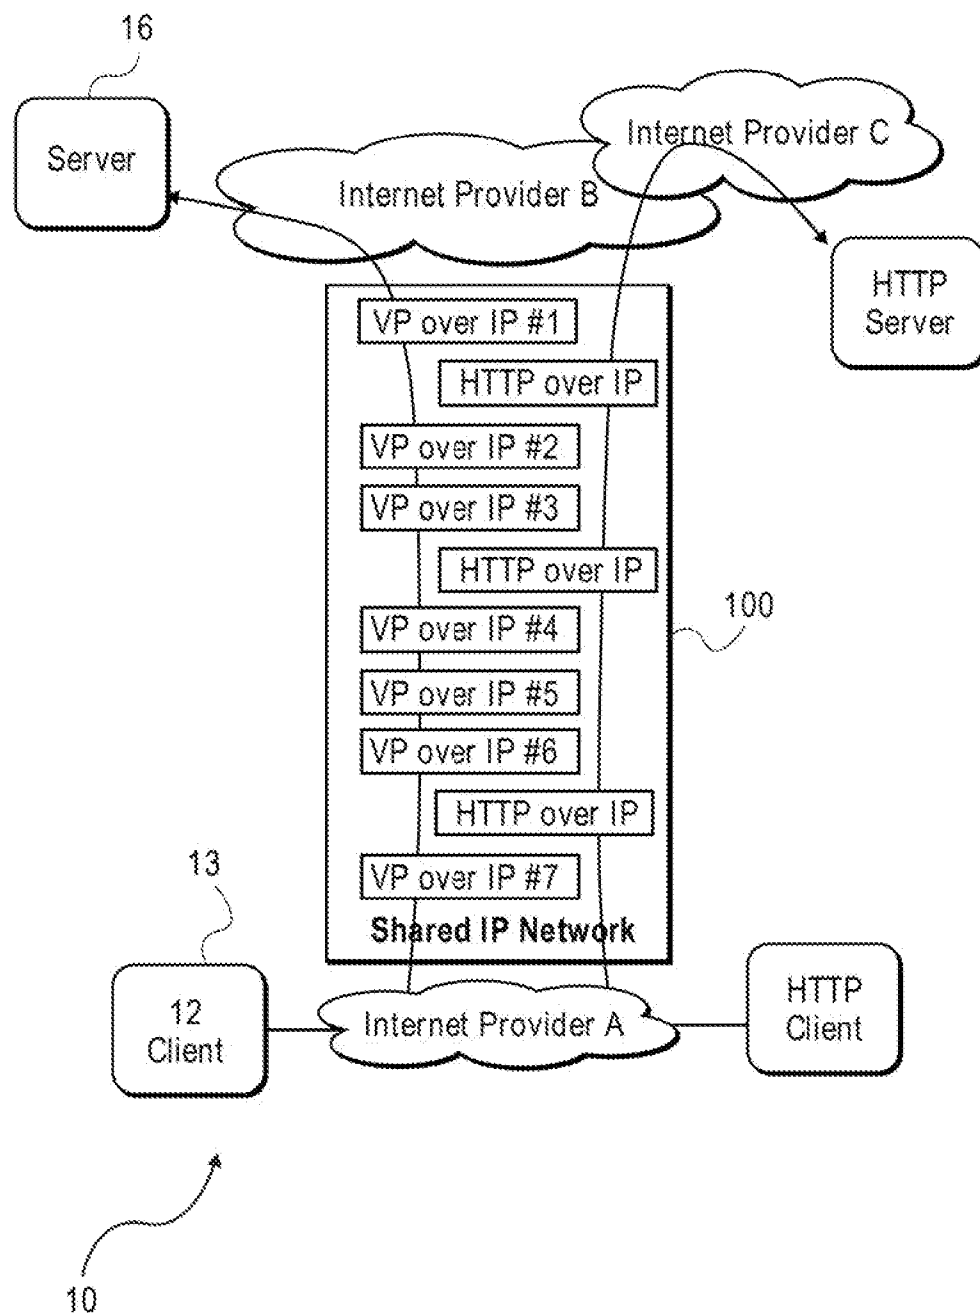 16
Server
Internet Provider B
Internet Provider C
HTTP
Server
VP over IP #1
HTTP over IP
VP over IP #2
VP over IP #3
HTTP over IP
VP over IP #4
100
VP over IP #5
VP over IP #6
HTTP over IP
VP over IP #7
Shared IP Network
13
12
Client
Internet Provider A
HTTP
Client
10